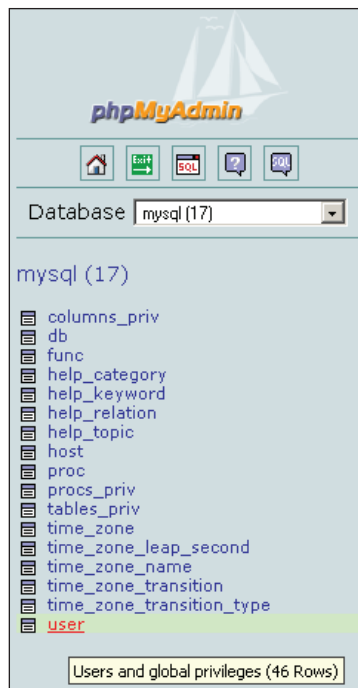 phpMyAdmin
Exit
SQL
?
SQL
Database mysql (17)
mysql (17)
columns_priv
db
func
help_category
help_keyword
help_relation
help_topic
host
proc
procs_priv
tables_priv
time_zone
time_zone_leap_second
time_zone_name
time_zone_transition
time_zone_transition_type
user
Users and global privileges (46 Rows)